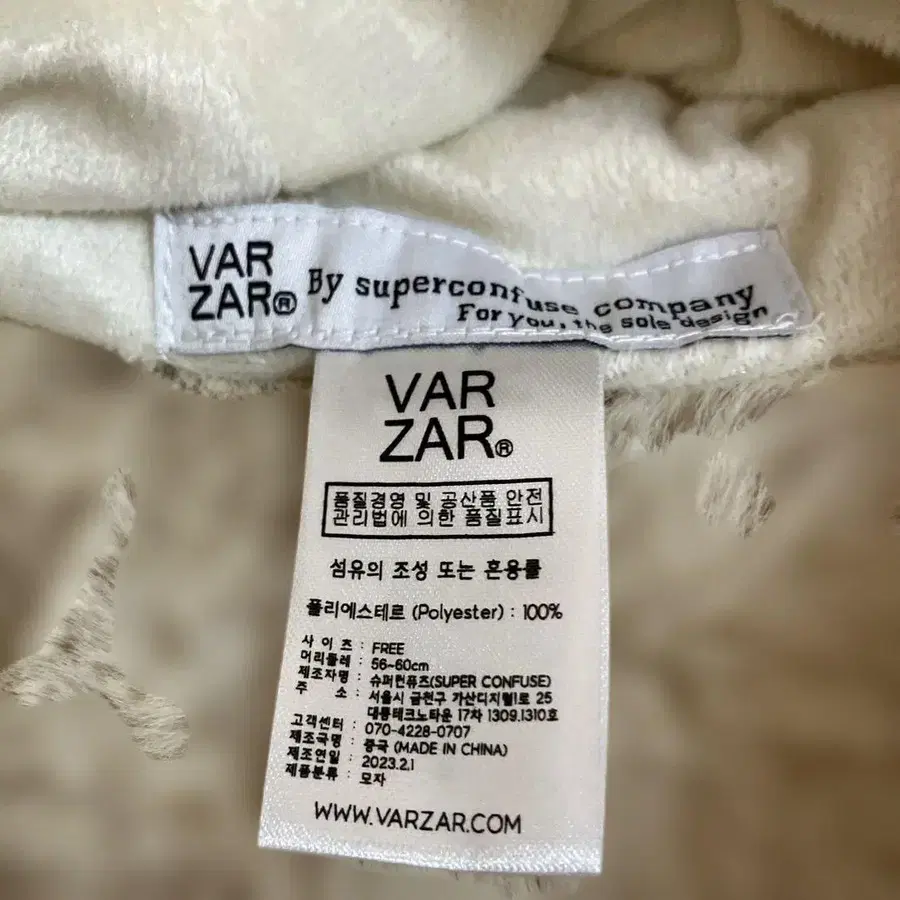 VAR
ZAR®
By superconfuse company
For you, the sole design
VAR
ZAR®
품질경영 및 공산품 안전
관리법에 의한 품질표시
섬유의 조성 또는 혼용률
폴리에스테르 (Polyester) : 100%
사 이 즈 : FREE
머리둘레 : 56~60cm
제조자명 : 슈퍼컨퓨즈(SUPER CONFUSE)
주 소 : 서울시 금천구 가산디지털1로 25
대륭테크노타운 17차 1309.1310호
고객센터 : 070-4228-0707
제조국명 : 중국 (MADE IN CHINA)
제조연일 : 2023.2.1
제품분류 : 모자
WWW.VARZAR.COM